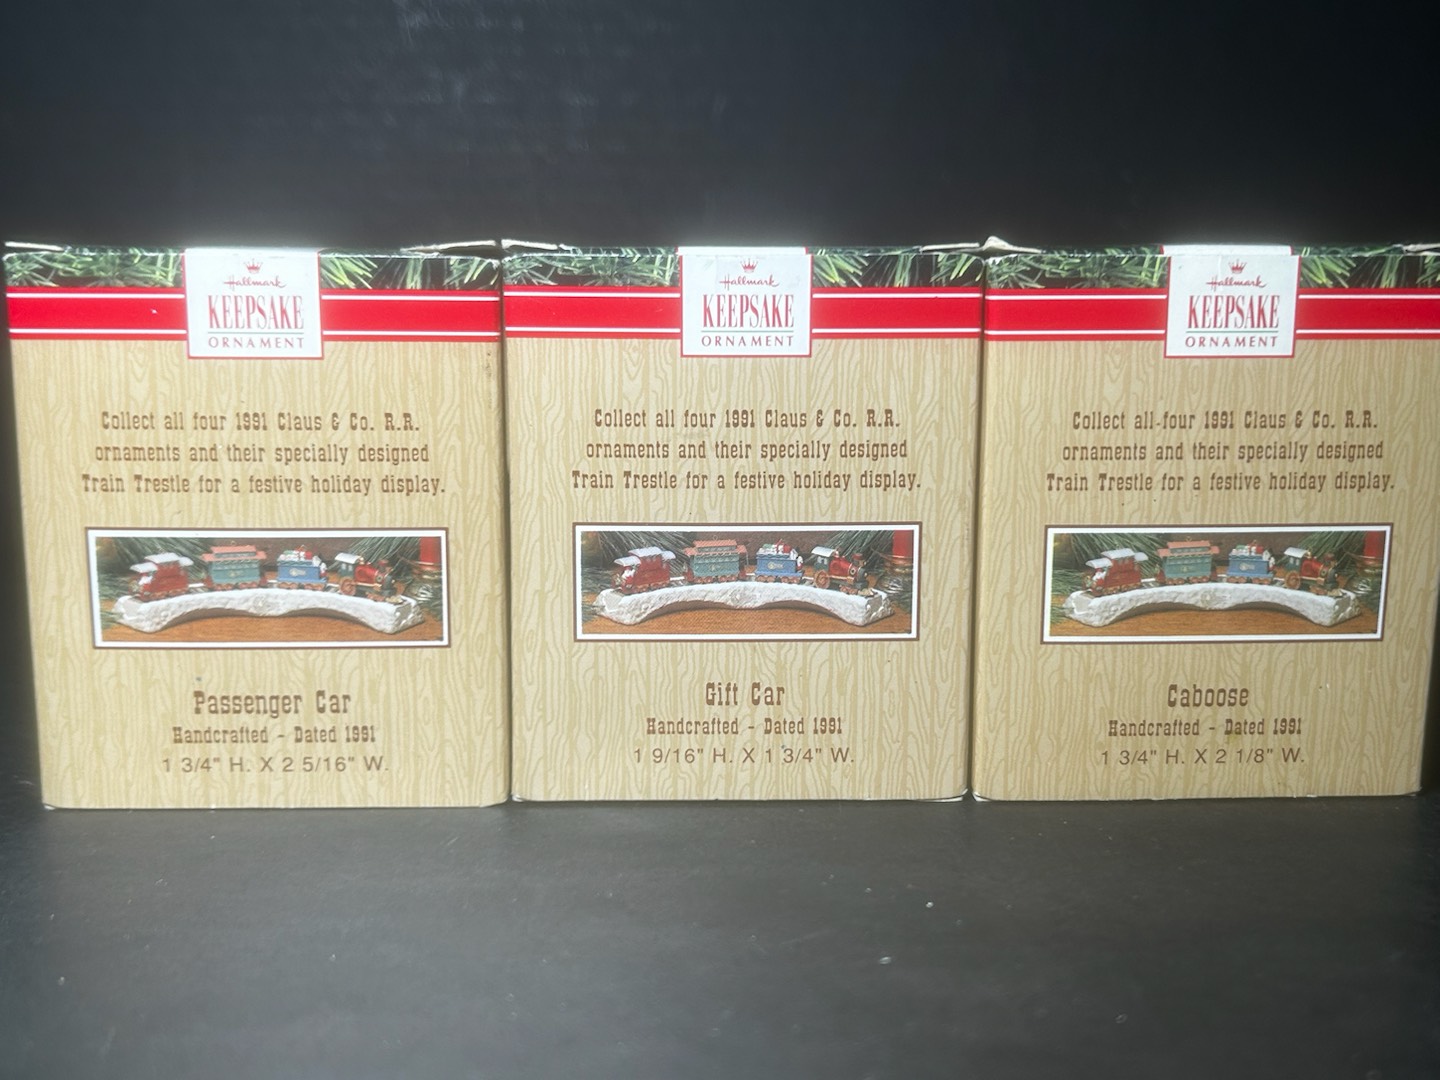 Hallmark
KEEPSAKE
ORNAMENT
Collect all four 1991 Claus & Co. R.R.
ornaments and their specially designed
Train Trestle for a festive holiday display.
Passenger Car
Handcrafted - Dated 1991
1 3/4" H. X 2 5/16" W.
Hallmark
KEEPSAKE
ORNAMENT
Collect all four 1991 Claus & Co. R.R.
ornaments and their specially designed
Train Trestle for a festive holiday display.
Gift Car
Handcrafted - Dated 1991
1 9/16" H. X 1 3/4" W.
Hallmark
KEEPSAKE
ORNAMENT
Collect all four 1991 Claus & Co. R.R.
ornaments and their specially designed
Train Trestle for a festive holiday display.
Caboose
Handcrafted - Dated 1991
1 3/4" H. X 2 1/8" W.